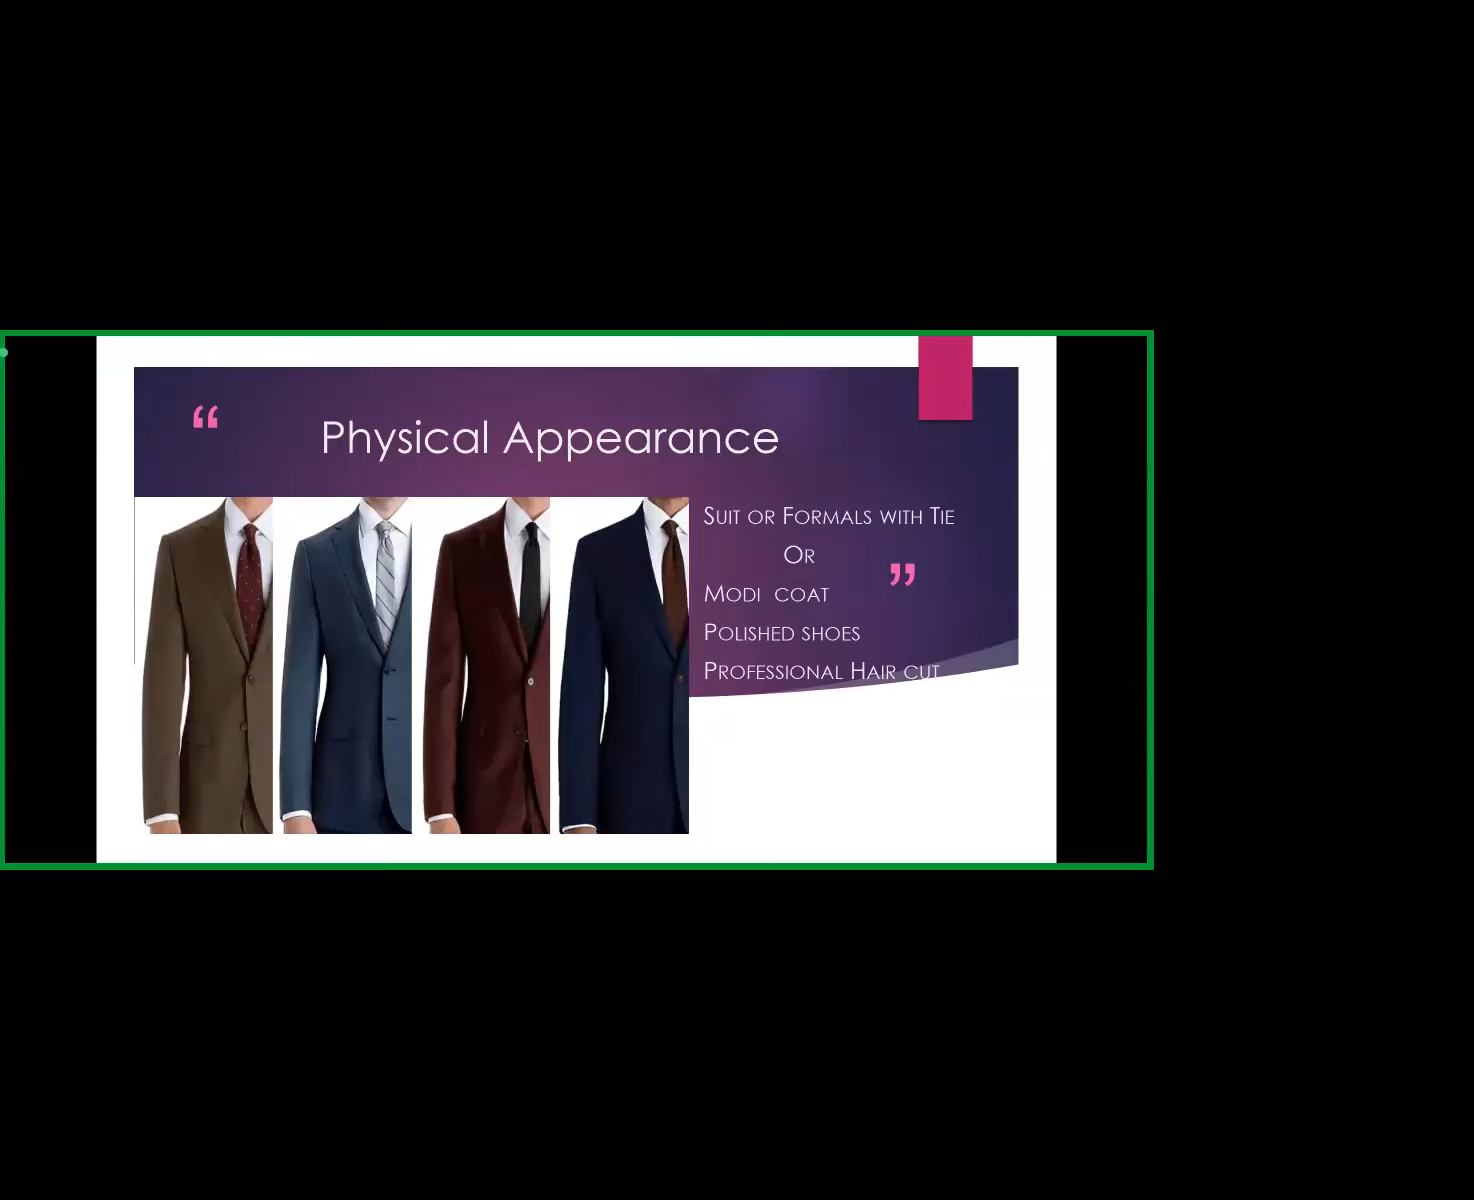 “ Physical Appearance
Suit or Formals with Tie
Or
Modi coat ”
Polished shoes
Professional Hair cut